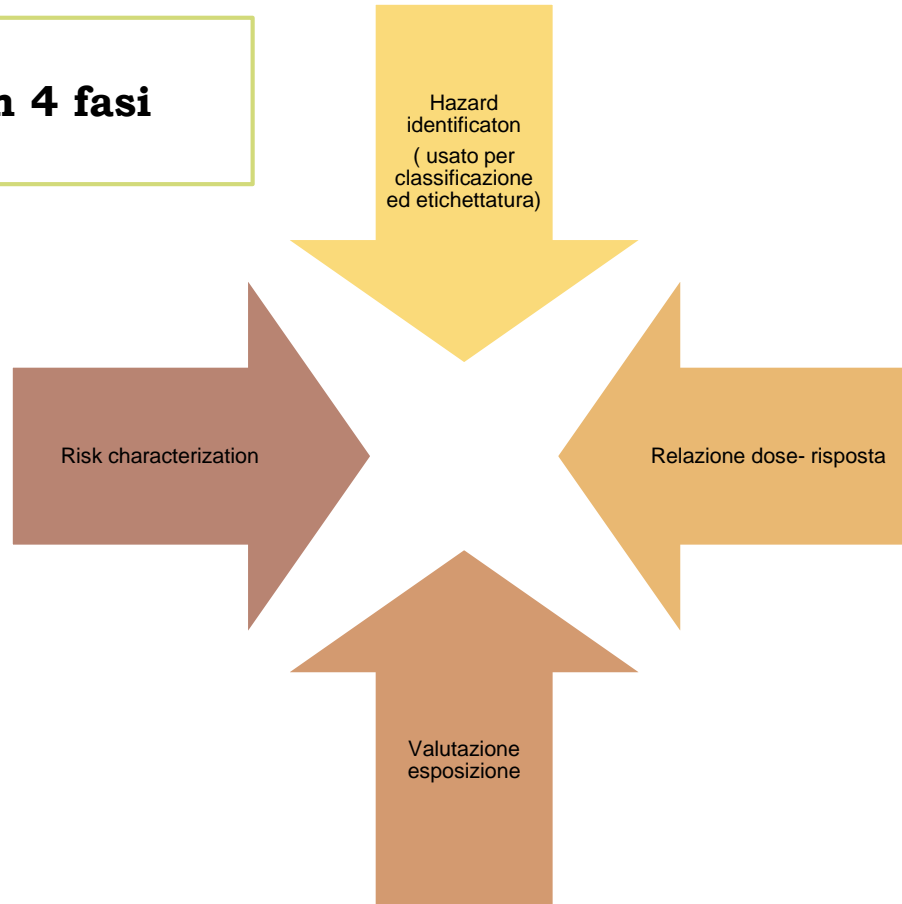 n 4 fasi
Hazard
identificaton
( usato per
classificazione
ed etichettatura)
Risk characterization
Relazione dose- risposta
Valutazione
esposizione